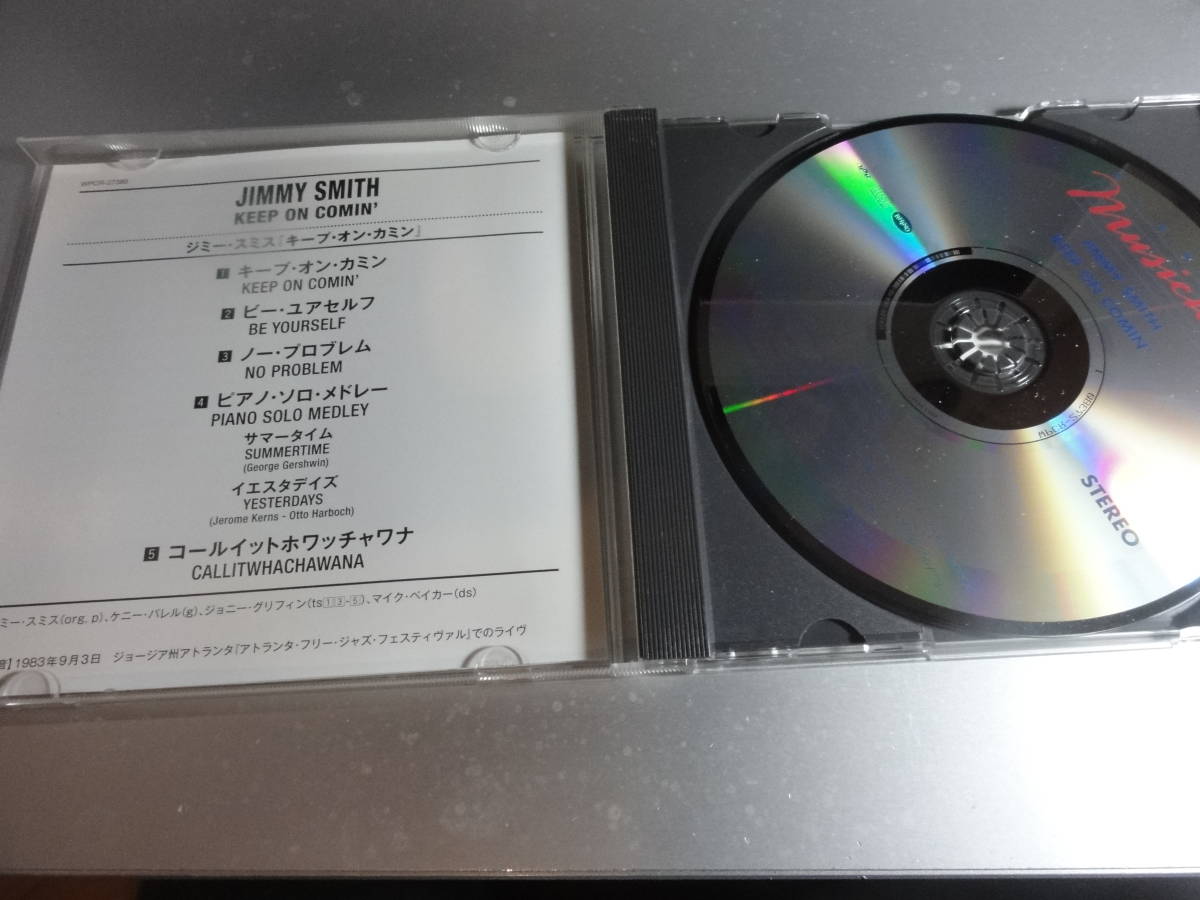 WPCR-27380
JIMMY SMITH
KEEP ON COMIN'
ジミー・スミス『キープ・オン・カミン』
1 キープ・オン・カミン
KEEP ON COMIN'
2 ビー・ユアセルフ
BE YOURSELF
3 ノー・プロブレム
NO PROBLEM
4 ピアノ・ソロ・メドレー
PIANO SOLO MEDLEY
サマータイム
SUMMERTIME
(George Gershwin)
イエスタデイズ
YESTERDAYS
(Jerome Kerns - Otto Harboch)
5 コールイットホワッチャワナ
CALLITWHACHAWANA
ミー・スミス(org, p)、ケニー・バレル(g)、ジョニー・グリフィン(ts 1 3-5)、マイク・ベイカー(ds)
音】1983年9月3日 ジョージア州アトランタ『アトランタ・フリー・ジャズ・フェスティヴァル』でのライヴ
Music
JIMMY SMITH
KEEP ON COMIN'
STEREO